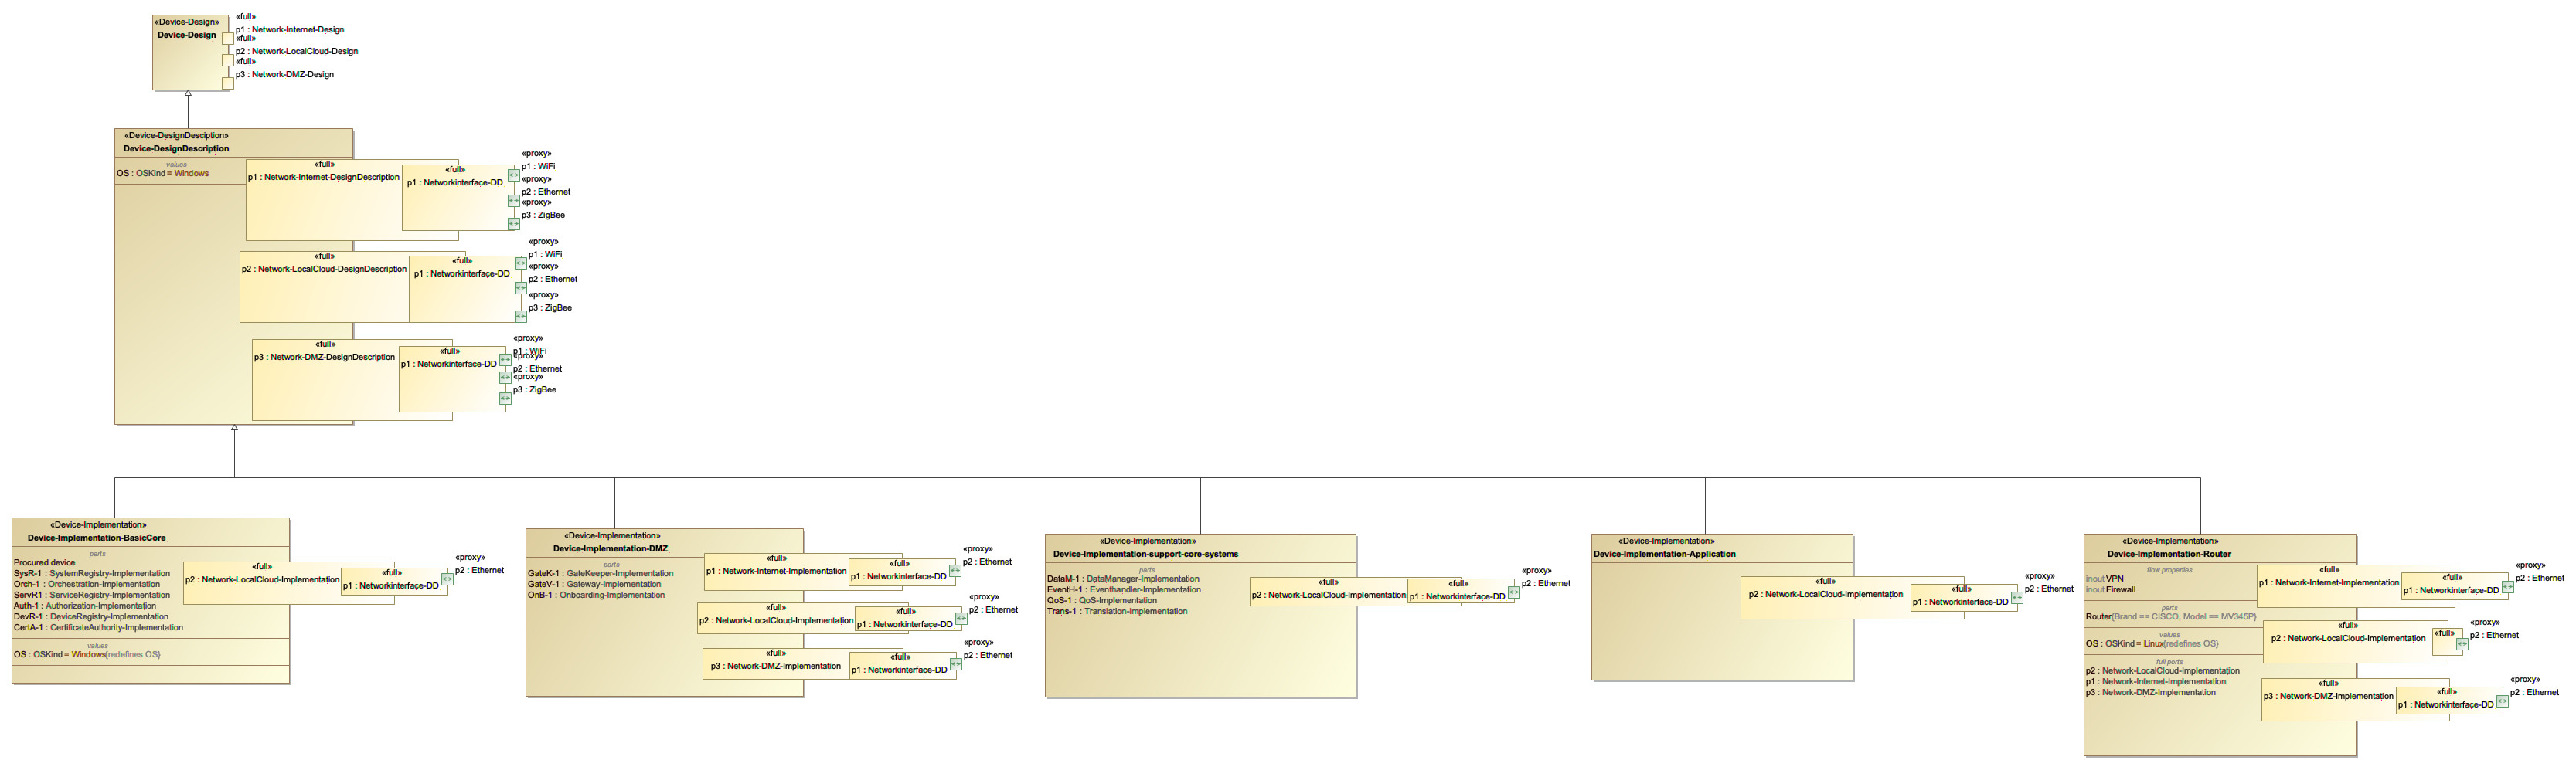 «Device-Design»
Device-Design
«full»
p1 : Network-Internet-Design
«full»
p2 : Network-LocalCloud-Design
«full»
p3 : Network-DMZ-Design
«Device-DesignDesciption»
Device-DesignDescription
values
OS : OSKind = Windows
«full»
p1 : Network-Internet-DesignDescription
«full»
p1 : Networkinterface-DD
«proxy»
p1 : WiFi
«proxy»
p2 : Ethernet
«proxy»
p3 : ZigBee
«full»
p2 : Network-LocalCloud-DesignDescription
«full»
p1 : Networkinterface-DD
«proxy»
p1 : WiFi
«proxy»
p2 : Ethernet
«proxy»
p3 : ZigBee
«full»
p3 : Network-DMZ-DesignDescription
«full»
p1 : Networkinterface-DD
«proxy»
p1 : WiFi
«proxy»
p2 : Ethernet
«proxy»
p3 : ZigBee
«Device-Implementation»
Device-Implementation-BasicCore
parts
Procured device
SysR-1 : SystemRegistry-Implementation
Orch-1 : Orchestration-Implementation
ServR1 : ServiceRegistry-Implementation
Auth-1 : Authorization-Implementation
DevR-1 : DeviceRegistry-Implementation
CertA-1 : CertificateAuthority-Implementation
values
OS : OSKind = Windows{redefines OS}
«full»
p2 : Network-LocalCloud-Implementation
«full»
p1 : Networkinterface-DD
«proxy»
p2 : Ethernet
«Device-Implementation»
Device-Implementation-DMZ
parts
GateK-1 : GateKeeper-Implementation
GateV-1 : Gateway-Implementation
OnB-1 : Onboarding-Implementation
«full»
p1 : Network-Internet-Implementation
«full»
p1 : Networkinterface-DD
«proxy»
p2 : Ethernet
«full»
p2 : Network-LocalCloud-Implementation
«full»
p1 : Networkinterface-DD
«proxy»
p2 : Ethernet
«full»
p3 : Network-DMZ-Implementation
«full»
p1 : Networkinterface-DD
«proxy»
p2 : Ethernet
«Device-Implementation»
Device-Implementation-support-core-systems
parts
DataM-1 : DataManager-Implementation
EventH-1 : Eventhandler-Implementation
QoS-1 : QoS-Implementation
Trans-1 : Translation-Implementation
«full»
p2 : Network-LocalCloud-Implementation
«full»
p1 : Networkinterface-DD
«proxy»
p2 : Ethernet
«Device-Implementation»
Device-Implementation-Application
«full»
p2 : Network-LocalCloud-Implementation
«full»
p1 : Networkinterface-DD
«proxy»
p2 : Ethernet
«Device-Implementation»
Device-Implementation-Router
flow properties
inout VPN
inout Firewall
parts
Router{Brand == CISCO, Model == MV345P}
values
OS : OSKind = Linux{redefines OS}
full ports
p2 : Network-LocalCloud-Implementation
p1 : Network-Internet-Implementation
p3 : Network-DMZ-Implementation
«full»
p1 : Network-Internet-Implementation
«full»
p1 : Networkinterface-DD
«proxy»
p2 : Ethernet
«full»
p2 : Network-LocalCloud-Implementation
«full»
«proxy»
p2 : Ethernet
«full»
p3 : Network-DMZ-Implementation
«full»
p1 : Networkinterface-DD
«proxy»
p2 : Ethernet